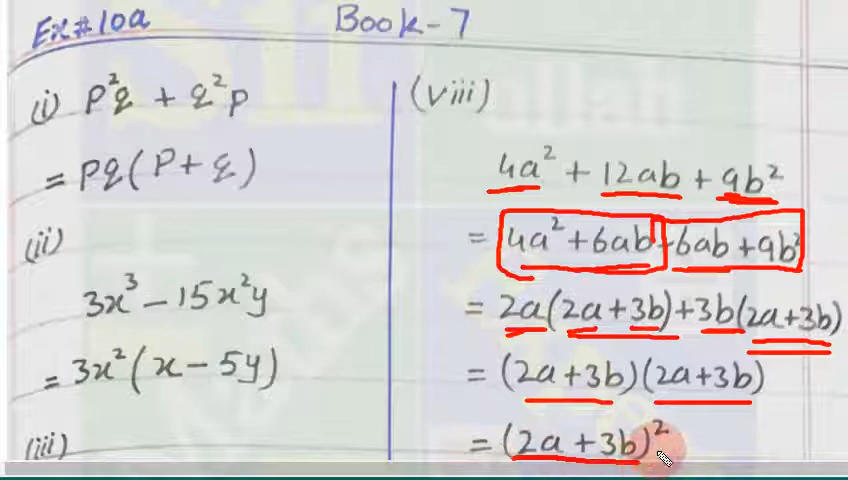 Ex#10a
Book-7
(i) P²q + q²p
= Pq(P+q)
(ii)
3x³ - 15x²y
= 3x²(x - 5y)
(iii)
(viii)
4a² + 12ab + 9b²
= 4a² + 6ab + 6ab + 9b²
= 2a(2a + 3b) + 3b(2a + 3b)
= (2a + 3b)(2a + 3b)
= (2a + 3b)²